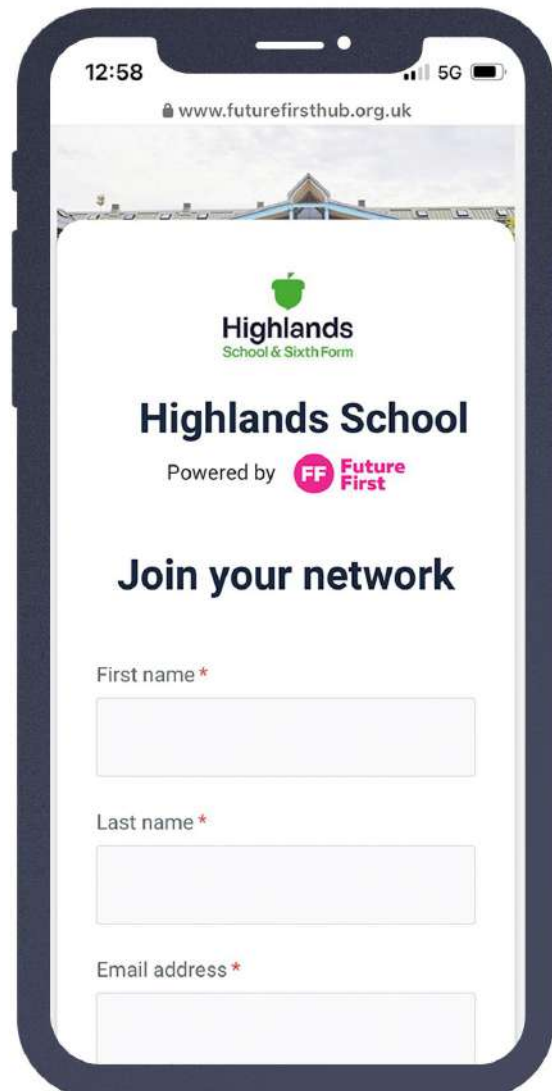 12:58
5G
www.futurefirsthub.org.uk
Highlands
School & Sixth Form
Highlands School
Powered by FF Future
First
Join your network
First name *
Last name *
Email address *